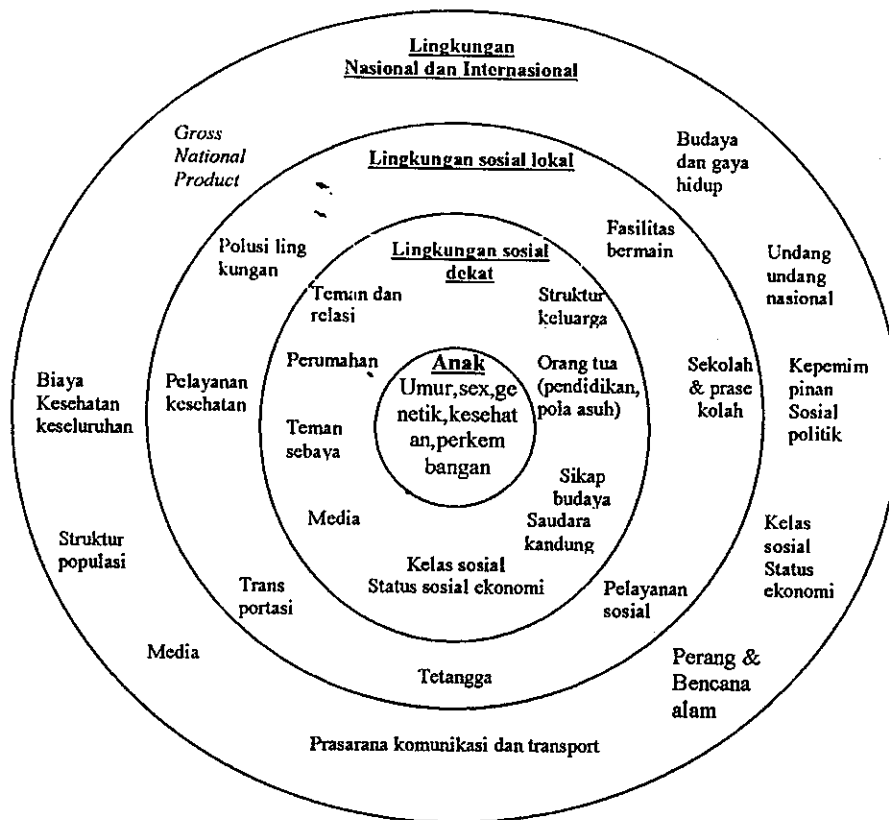 Lingkungan
Nasional dan Internasional
Gross
National
Product
Budaya
dan gaya
hidup
Undang
undang
nasional
Kepemim
pinan
Sosial
politik
Kelas
sosial
Status
ekonomi
Perang &
Bencana
alam
Prasarana komunikasi dan transport
Media
Struktur
populasi
Biaya
Kesehatan
keseluruhan
Lingkungan sosial lokal
Polusi ling
kungan
Fasilitas
bermain
Sekolah
& prase
kolah
Pelayanan
sosial
Tetangga
Trans
portasi
Pelayanan
kesehatan
Lingkungan sosial
dekat
Teman dan
relasi
Struktur
keluarga
Orang tua
(pendidikan,
pola asuh)
Sikap
budaya
Saudara
kandung
Kelas sosial
Status sosial ekonomi
Media
Teman
sebaya
Perumahan
Anak
Umur,sex,ge
netik,kesehat
an,perkem
bangan